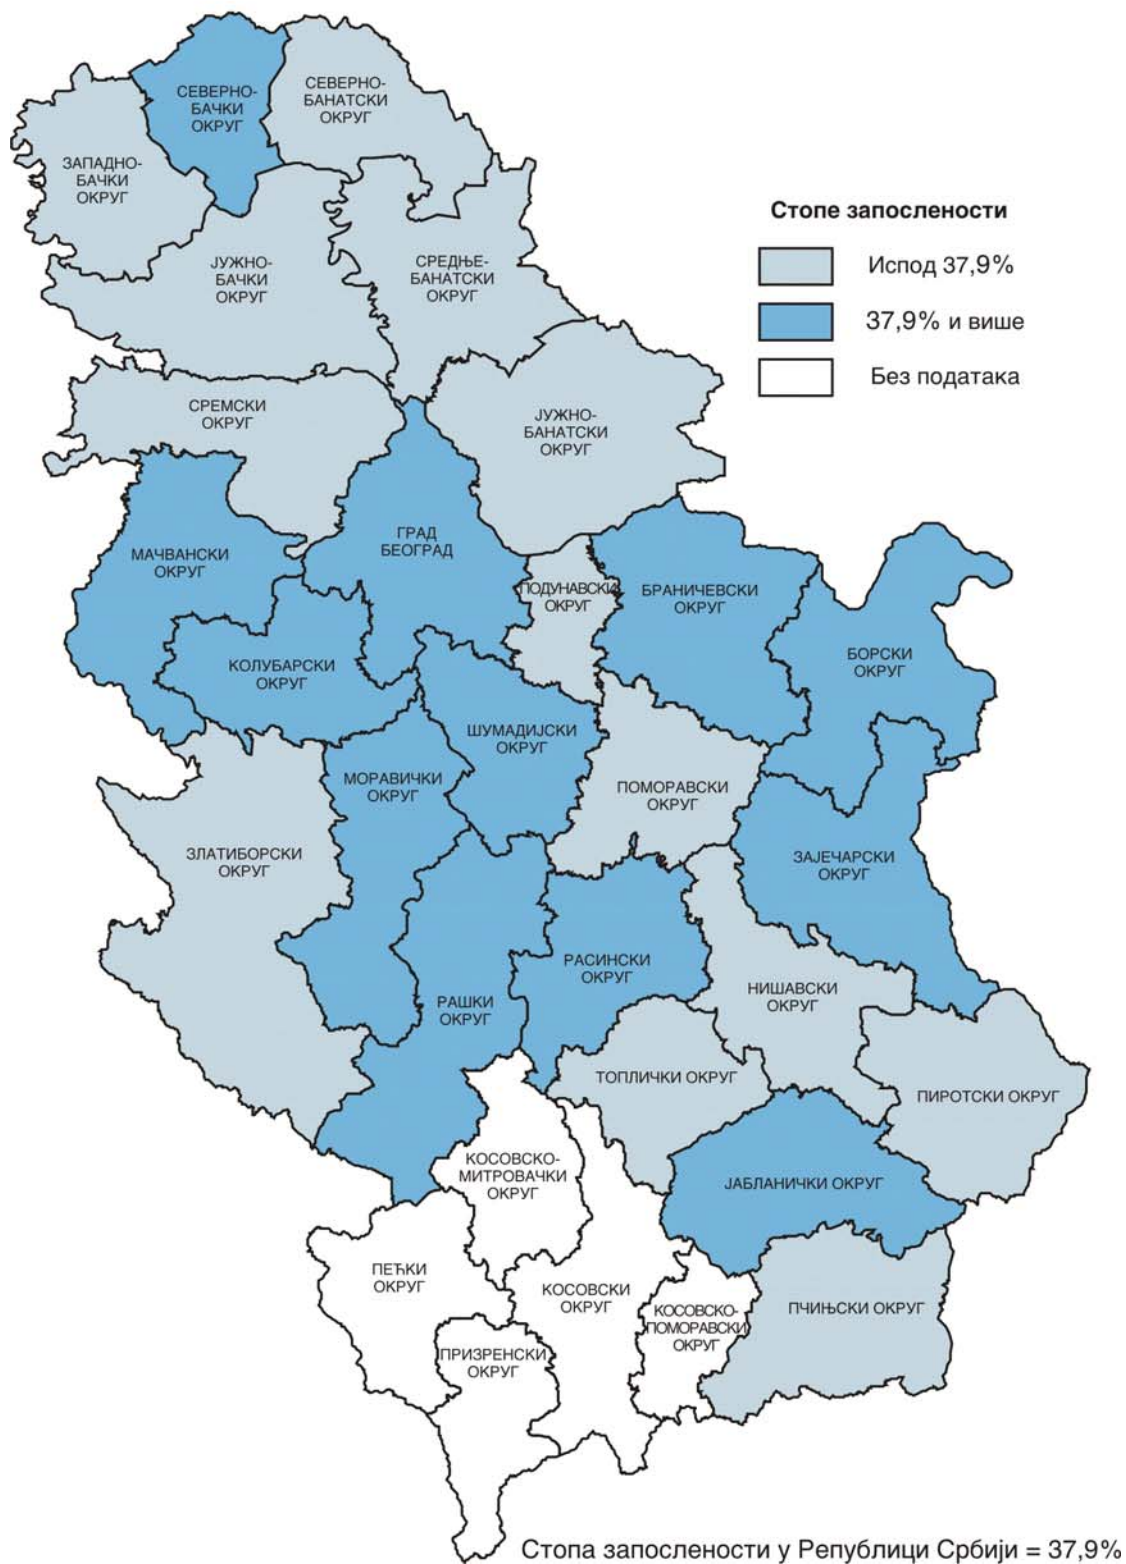 СЕВЕРНО-
БАЧКИ
ОКРУГ
СЕВЕРНО-
БАНАТСКИ
ОКРУГ
ЗАПАДНО-
БАЧКИ
ОКРУГ
Стопе запослености
Испод 37,9%
37,9% и више
Без података
ЈУЖНО-
БАЧКИ
ОКРУГ
СРЕДЊЕ-
БАНАТСКИ
ОКРУГ
СРЕМСКИ
ОКРУГ
ЈУЖНО-
БАНАТСКИ
ОКРУГ
МАЧВАНСКИ
ОКРУГ
ГРАД
БЕОГРАД
ПОДУНАВСКИ
ОКРУГ
БРАНИЧЕВСКИ
ОКРУГ
БОРСКИ
ОКРУГ
КОЛУБАРСКИ
ОКРУГ
ШУМАДИЈСКИ
ОКРУГ
МОРАВИЧКИ
ОКРУГ
ПОМОРАВСКИ
ОКРУГ
ЗЛАТИБОРСКИ
ОКРУГ
ЗАЈЕЧАРСКИ
ОКРУГ
РАШКИ
ОКРУГ
РАСИНСКИ
ОКРУГ
НИШАВСКИ
ОКРУГ
ТОПЛИЧКИ ОКРУГ
ПИРОТСКИ ОКРУГ
КОСОВСКО-
МИТРОВАЧКИ
ОКРУГ
ЈАБЛАНИЧКИ ОКРУГ
ПЕЋКИ
ОКРУГ
КОСОВСКИ
ОКРУГ
КОСОВСКО-
ПОМОРАВСКИ
ОКРУГ
ПЧИЊСКИ ОКРУГ
ПРИЗРЕНСКИ
ОКРУГ
Стопа запослености у Републици Србији = 37,9%